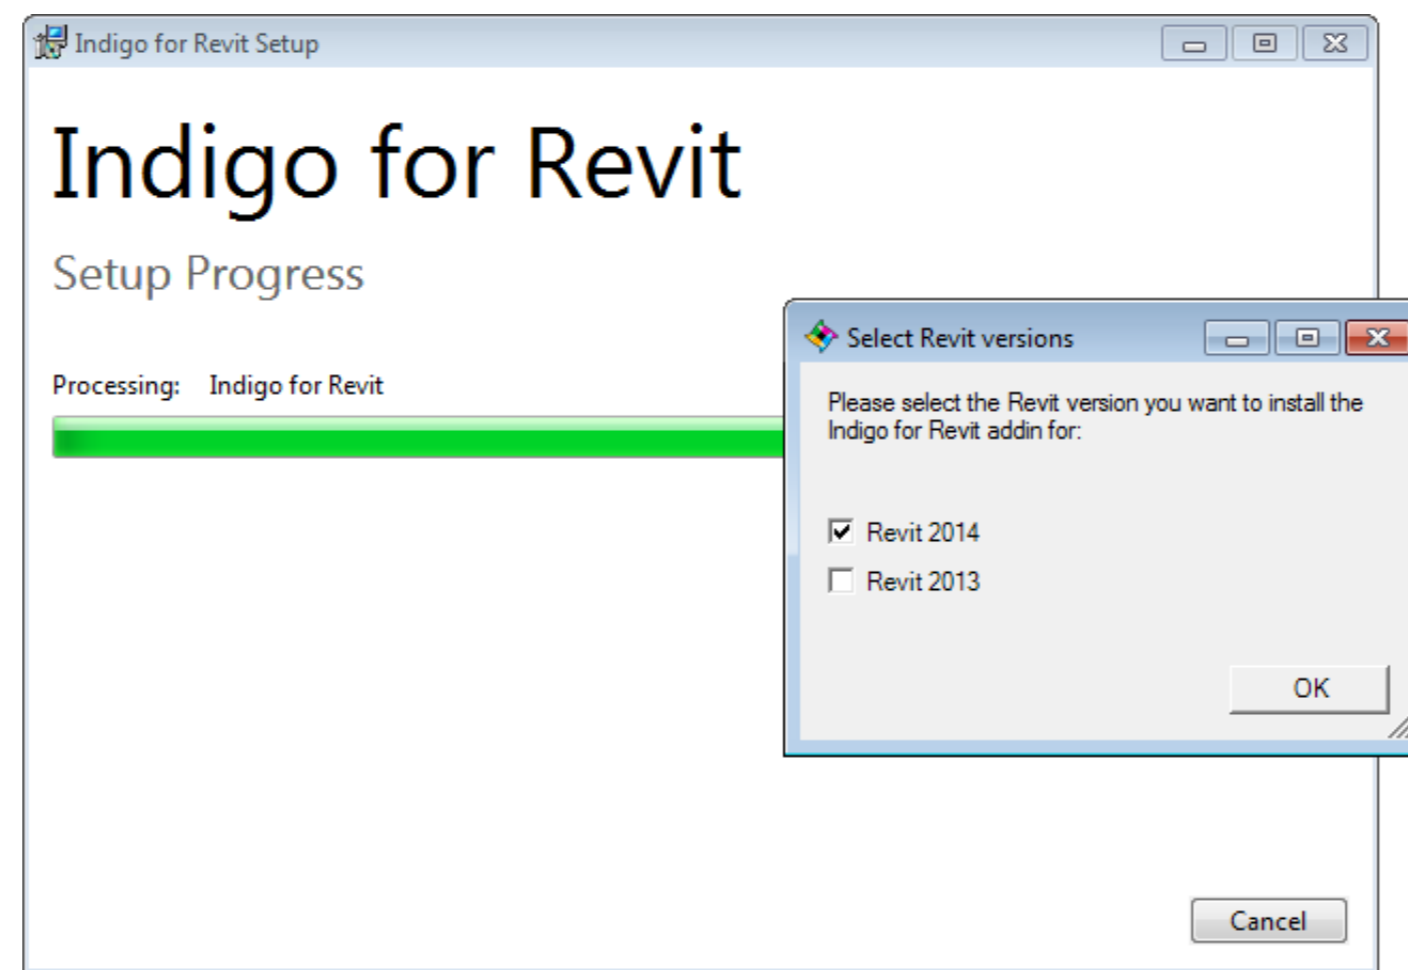 Indigo for Revit Setup
Indigo for Revit
Setup Progress
Processing: Indigo for Revit
Select Revit versions
Please select the Revit version you want to install the
Indigo for Revit addin for:
Revit 2014
Revit 2013
OK
Cancel